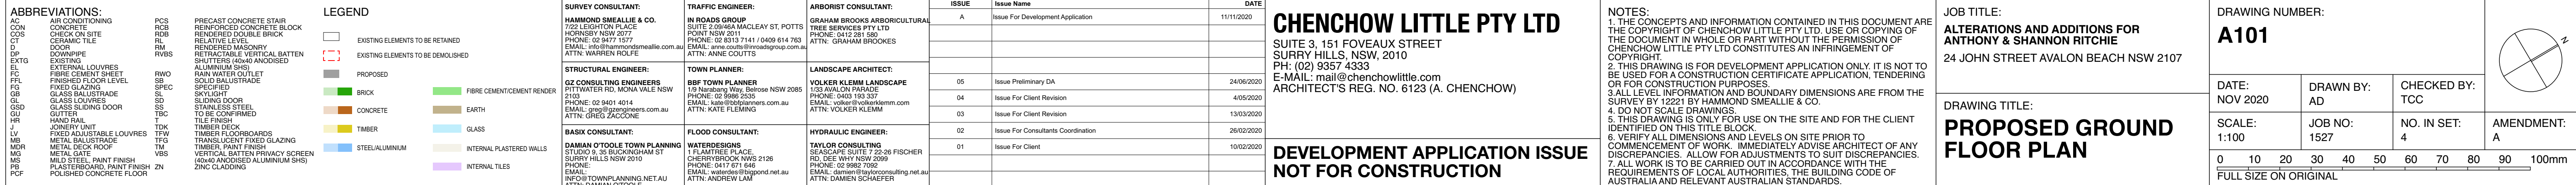 ABBREVIATIONS:
AC AIR CONDITIONING
CON CONCRETE
COS CHECK ON SITE
CT CERAMIC TILE
D DOOR
DP DOWNPIPE
EXTG EXISTING
EL EXTERNAL LOUVRES
FC FIBRE CEMENT SHEET
FFL FINISHED FLOOR LEVEL
FG FIXED GLAZING
GB GLASS BALUSTRADE
GL GLASS LOUVRES
GSD GLASS SLIDING DOOR
GU GUTTER
HR HAND RAIL
J JOINERY UNIT
LV FIXED ADJUSTABLE LOUVRES
MB METAL BALUSTRADE
MDR METAL DECK ROOF
MG METAL GATE
MS MILD STEEL, PAINT FINISH
PB PLASTERBOARD, PAINT FINISH
PCF POLISHED CONCRETE FLOOR
PCS PRECAST CONCRETE STAIR
RCB REINFORCED CONCRETE BLOCK
RDB RENDERED DOUBLE BRICK
RL RELATIVE LEVEL
RM RENDERED MASONRY
RVBS RETRACTABLE VERTICAL BATTEN
SHUTTERS (40x40 ANODISED
ALUMINIUM SHS)
RWO RAIN WATER OUTLET
SB SOLID BALUSTRADE
SPEC SPECIFIED
SL SKYLIGHT
SD SLIDING DOOR
SS STAINLESS STEEL
TBC TO BE CONFIRMED
T TILE FINISH
TDK TIMBER DECK
TFW TIMBER FLOORBOARDS
TFG TRANSLUCENT FIXED GLAZING
TM TIMBER, PAINT FINISH
VBS VERTICAL BATTEN PRIVACY SCREEN
(40x40 ANODISED ALUMINIUM SHS)
ZN ZINC CLADDING
LEGEND
EXISTING ELEMENTS TO BE RETAINED
EXISTING ELEMENTS TO BE DEMOLISHED
PROPOSED
BRICK
CONCRETE
TIMBER
STEEL/ALUMINIUM
FIBRE CEMENT/CEMENT RENDER
EARTH
GLASS
INTERNAL PLASTERED WALLS
INTERNAL TILES
SURVEY CONSULTANT:
HAMMOND SMEALLIE & CO.
7/22 LEIGHTON PLACE
HORNSBY NSW 2077
PHONE: 02 9477 1577
EMAIL: info@hammondsmeallie.com.au
ATTN: WARREN ROLFE
TRAFFIC ENGINEER:
IN ROADS GROUP
SUITE 2.09/46A MACLEAY ST, POTTS
POINT NSW 2011
PHONE: 02 8313 7141 / 0409 614 763
EMAIL: anne.coutts@inroadsgroup.com.au
ATTN: ANNE COUTTS
ARBORIST CONSULTANT:
GRAHAM BROOKS ARBORICULTURAL
TREE SERVICES PTY LTD
PHONE: 0412 281 580
ATTN: GRAHAM BROOKES
STRUCTURAL ENGINEER:
GZ CONSULTING ENGINEERS
PITTWATER RD, MONA VALE NSW
2103
PHONE: 02 9401 4014
EMAIL: greg@gzengineers.com.au
ATTN: GREG ZACCONE
TOWN PLANNER:
BBF TOWN PLANNER
1/9 Narabang Way, Belrose NSW 2085
PHONE: 02 9986 2535
EMAIL: kate@bbfplanners.com.au
ATTN: KATE FLEMING
LANDSCAPE ARCHITECT:
VOLKER KLEMM LANDSCAPE
1/33 AVALON PARADE
PHONE: 0403 193 337
EMAIL: volker@volkerklemm.com
ATTN: VOLKER KLEMM
BASIX CONSULTANT:
DAMIAN O'TOOLE TOWN PLANNING
STUDIO 9, 35 BUCKINGHAM ST
SURRY HILLS NSW 2010
PHONE:
EMAIL:
INFO@TOWNPLANNING.NET.AU
ATTN: DAMIAN O'TOOLE
FLOOD CONSULTANT:
WATERDESIGNS
1 FLAMTREE PLACE,
CHERRYBROOK NWS 2126
PHONE: 0417 671 646
EMAIL: waterdes@bigpond.net.au
ATTN: ANDREW LAM
HYDRAULIC ENGINEER:
TAYLOR CONSULTING
SEASCAPE SUITE 7 22-26 FISCHER
RD, DEE WHY NSW 2099
PHONE: 02 9982 7092
EMAIL: damien@taylorconsulting.net.au
ATTN: DAMIEN SCHAEFER
ISSUE Issue Name DATE
A Issue For Development Application 11/11/2020
05 Issue Preliminary DA 24/06/2020
04 Issue For Client Revision 4/05/2020
03 Issue For Client Revision 13/03/2020
02 Issue For Consultants Coordination 26/02/2020
01 Issue For Client 10/02/2020
CHENCHOW LITTLE PTY LTD
SUITE 3, 151 FOVEAUX STREET
SURRY HILLS, NSW, 2010
PH: (02) 9357 4333
E-MAIL: mail@chenchowlittle.com
ARCHITECT'S REG. NO. 6123 (A. CHENCHOW)
DEVELOPMENT APPLICATION ISSUE
NOT FOR CONSTRUCTION
NOTES:
1. THE CONCEPTS AND INFORMATION CONTAINED IN THIS DOCUMENT ARE
THE COPYRIGHT OF CHENCHOW LITTLE PTY LTD. USE OR COPYING OF
THE DOCUMENT IN WHOLE OR PART WITHOUT THE PERMISSION OF
CHENCHOW LITTLE PTY LTD CONSTITUTES AN INFRINGEMENT OF
COPYRIGHT.
2. THIS DRAWING IS FOR DEVELOPMENT APPLICATION ONLY. IT IS NOT TO
BE USED FOR A CONSTRUCTION CERTIFICATE APPLICATION, TENDERING
OR FOR CONSTRUCTION PURPOSES.
3.ALL LEVEL INFORMATION AND BOUNDARY DIMENSIONS ARE FROM THE
SURVEY BY 12221 BY HAMMOND SMEALLIE & CO.
4. DO NOT SCALE DRAWINGS.
5. THIS DRAWING IS ONLY FOR USE ON THE SITE AND FOR THE CLIENT
IDENTIFIED ON THIS TITLE BLOCK.
6. VERIFY ALL DIMENSIONS AND LEVELS ON SITE PRIOR TO
COMMENCEMENT OF WORK. IMMEDIATELY ADVISE ARCHITECT OF ANY
DISCREPANCIES. ALLOW FOR ADJUSTMENTS TO SUIT DISCREPANCIES.
7. ALL WORK IS TO BE CARRIED OUT IN ACCORDANCE WITH THE
REQUIREMENTS OF LOCAL AUTHORITIES, THE BUILDING CODE OF
AUSTRALIA AND RELEVANT AUSTRALIAN STANDARDS.
JOB TITLE:
ALTERATIONS AND ADDITIONS FOR
ANTHONY & SHANNON RITCHIE
24 JOHN STREET AVALON BEACH NSW 2107
DRAWING TITLE:
PROPOSED GROUND
FLOOR PLAN
DRAWING NUMBER:
A101
N
DATE:
NOV 2020
DRAWN BY:
AD
CHECKED BY:
TCC
SCALE:
1:100
JOB NO:
1527
NO. IN SET:
4
AMENDMENT:
A
0 10 20 30 40 50 60 70 80 90 100mm
FULL SIZE ON ORIGINAL